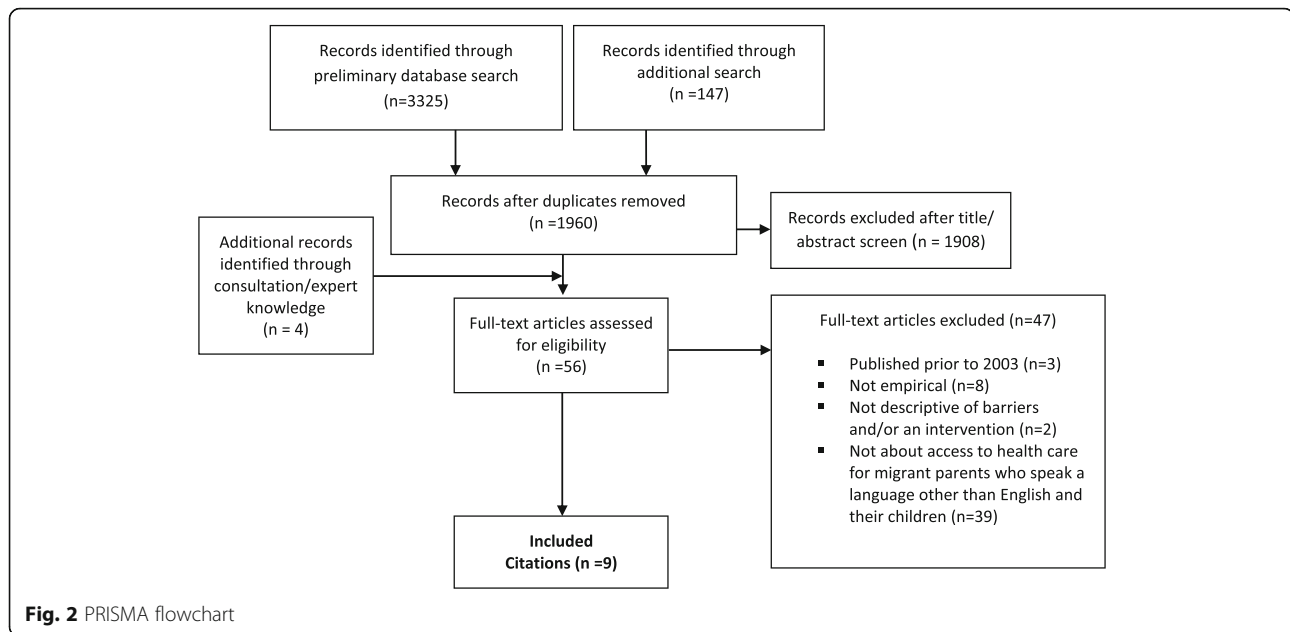 Records identified through
preliminary database search
(n=3325)
Records identified through
additional search
(n =147)
Records after duplicates removed
(n =1960)
Records excluded after title/
abstract screen (n = 1908)
Additional records
identified through
consultation/expert
knowledge
(n = 4)
Full-text articles assessed
for eligibility
(n =56)
Full-text articles excluded (n=47)
▪ Published prior to 2003 (n=3)
▪ Not empirical (n=8)
▪ Not descriptive of barriers
and/or an intervention (n=2)
▪ Not about access to health care
for migrant parents who speak a
language other than English and
their children (n=39)
Included
Citations (n =9)
Fig. 2 PRISMA flowchart